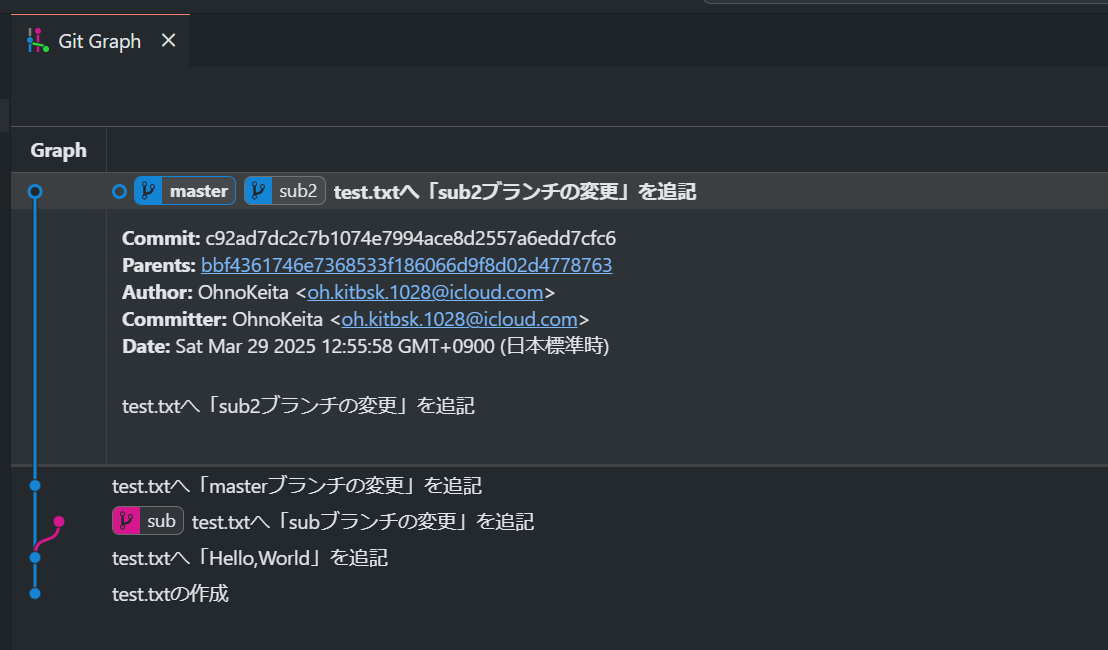 Git Graph
Graph
master sub2 test.txtへ「sub2ブランチの変更」を追記
Commit: c92ad7dc2c7b1074e7994ace8d2557a6edd7cfc6
Parents: bbf4361746e7368533f186066d9f8d02d4778763
Author: OhnoKeita <oh.kitbsk.1028@icloud.com>
Committer: OhnoKeita <oh.kitbsk.1028@icloud.com>
Date: Sat Mar 29 2025 12:55:58 GMT+0900 (日本標準時)
test.txtへ「sub2ブランチの変更」を追記
test.txtへ「masterブランチの変更」を追記
sub test.txtへ「subブランチの変更」を追記
test.txtへ「Hello,World」を追記
test.txtの作成